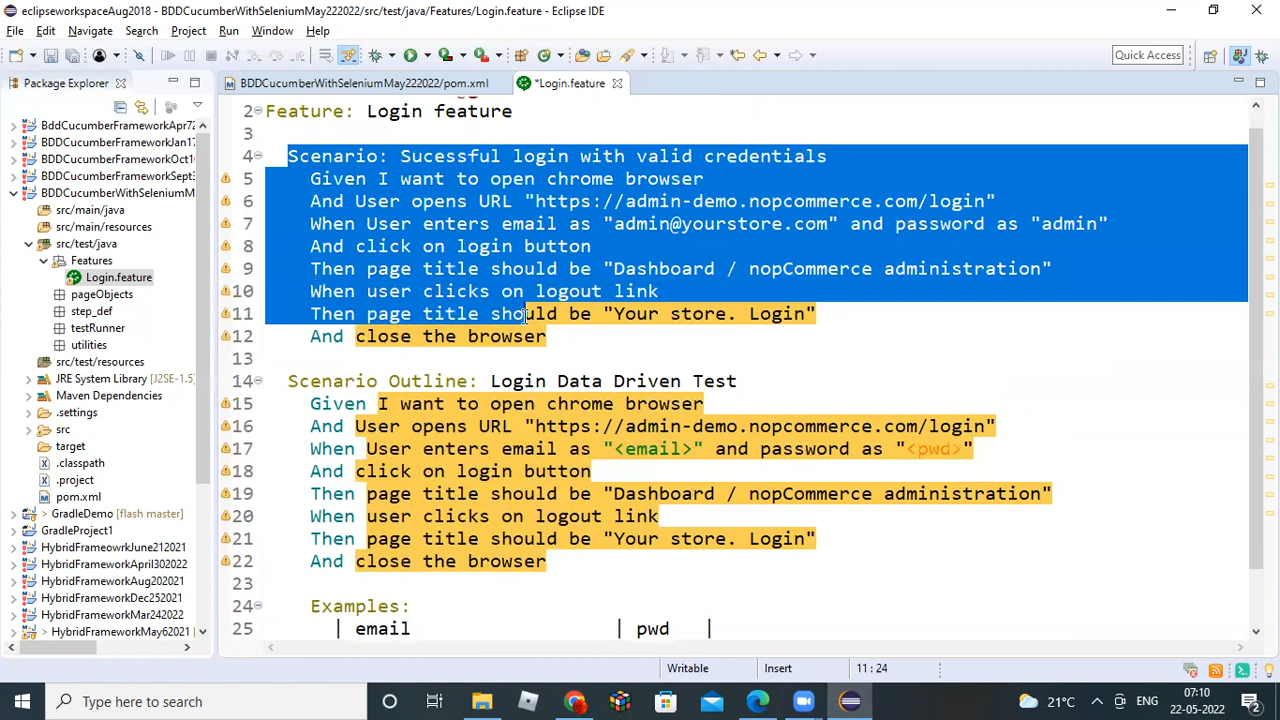 eclipseworkspaceAug2018 - BDDCucumberWithSeleniumMay222022/src/test/java/Features/Login.feature - Eclipse IDE
File Edit Navigate Search Project Run Window Help
Quick Access
Package Explorer
BDDCucumberWithSeleniumMay222022/pom.xml
*Login.feature
BddCucumberFrameworkApr72
BDDCucumberFrameworkJan17
BDDCucumberFrameworkOct10
BDDCucumberFrameworkSept3
BDDCucumberWithSeleniumM
src/main/java
src/main/resources
src/test/java
Features
Login.feature
pageObjects
step_def
testRunner
utilities
src/test/resources
JRE System Library [J2SE-1.5]
Maven Dependencies
.settings
src
target
.classpath
.project
pom.xml
> GradleDemo [flash master]
GradleProject1
HybridFrameowrkJune212021
HybridFrameworkApril302022
HybridFrameworkAug202021
HybridFrameworkDec252021
HybridFrameworkMar242022
> HybridFrameworkMay62021
2 Feature: Login feature
3
4 Scenario: Sucessful login with valid credentials
5 Given I want to open chrome browser
6 And User opens URL "https://admin-demo.nopcommerce.com/login"
7 When User enters email as "admin@yourstore.com" and password as "admin"
8 And click on login button
9 Then page title should be "Dashboard / nopCommerce administration"
10 When user clicks on logout link
11 Then page title should be "Your store. Login"
12 And close the browser
13
14 Scenario Outline: Login Data Driven Test
15 Given I want to open chrome browser
16 And User opens URL "https://admin-demo.nopcommerce.com/login"
17 When User enters email as "<email>" and password as "<pwd>"
18 And click on login button
19 Then page title should be "Dashboard / nopCommerce administration"
20 When user clicks on logout link
21 Then page title should be "Your store. Login"
22 And close the browser
23
24 Examples:
25 | email | pwd |
Writable Insert 11 : 24
Type here to search
21°C ENG
07:10
22-05-2022
2